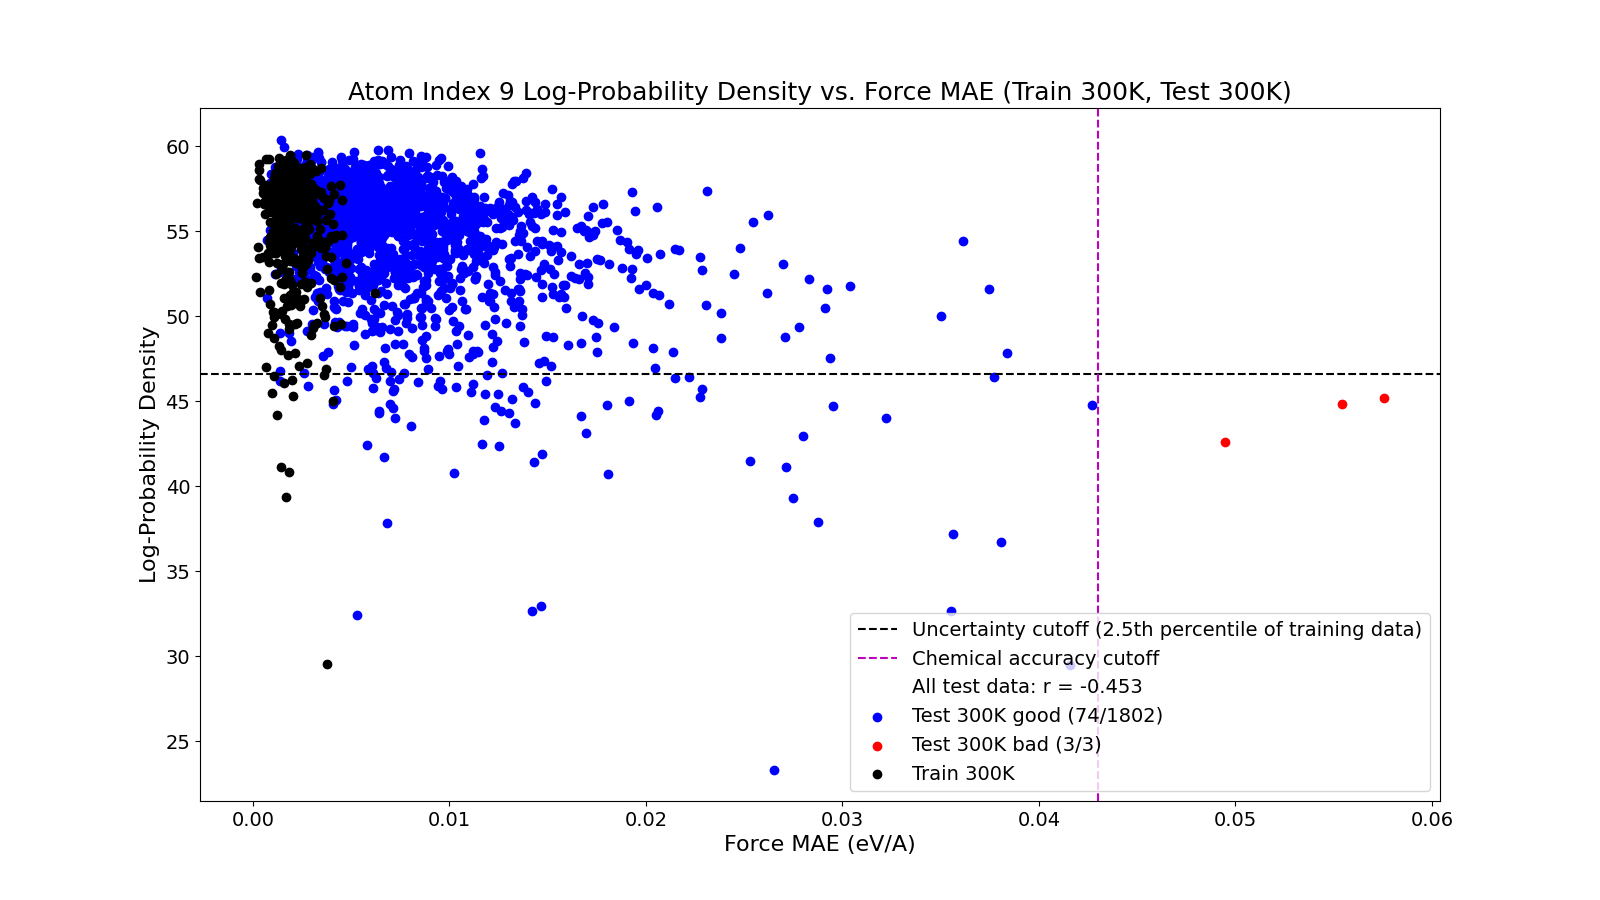 Atom Index 9 Log-Probability Density vs. Force MAE (Train 300K, Test 300K)
Log-Probability Density
60
55
50
45
40
35
30
25
Uncertainty cutoff (2.5th percentile of training data)
Chemical accuracy cutoff
All test data: r = -0.453
Test 300K good (74/1802)
Test 300K bad (3/3)
Train 300K
0.00 0.01 0.02 0.03 0.04 0.05 0.06
Force MAE (eV/A)